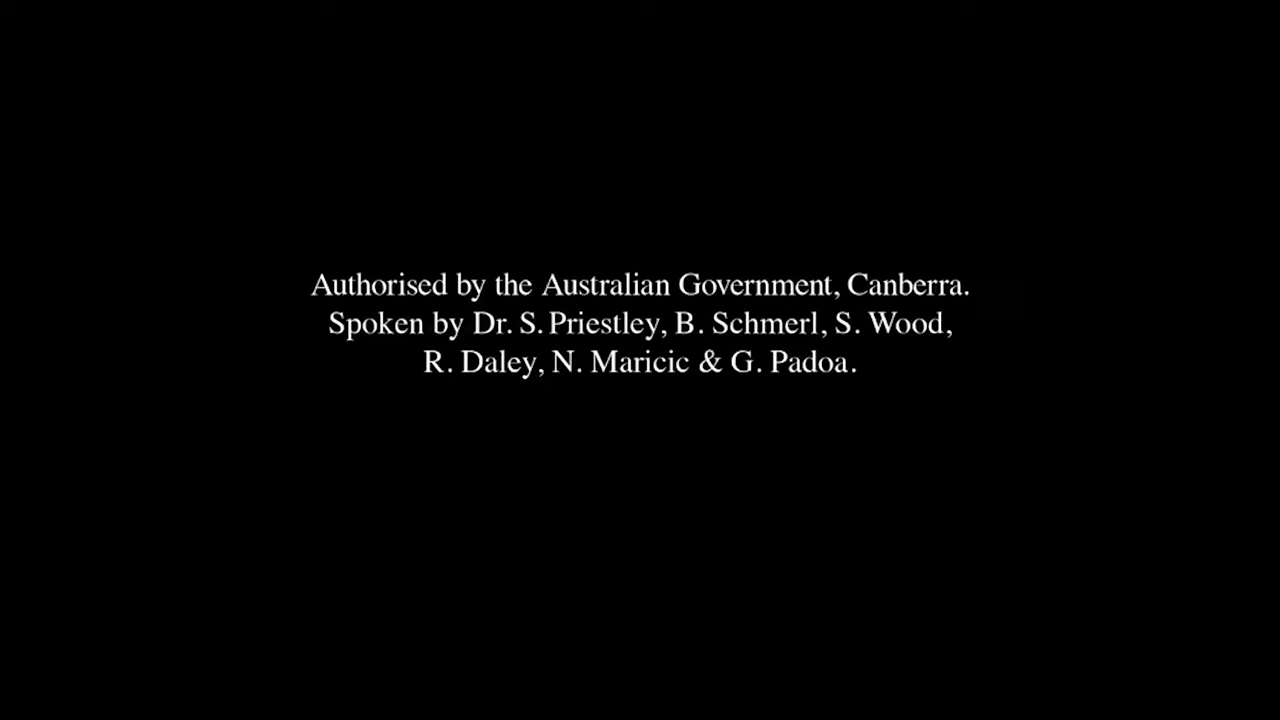 Authorised by the Australian Government, Canberra.
Spoken by Dr. S. Priestley, B. Schmerl, S. Wood,
R. Daley, N. Maricic & G. Padoa.